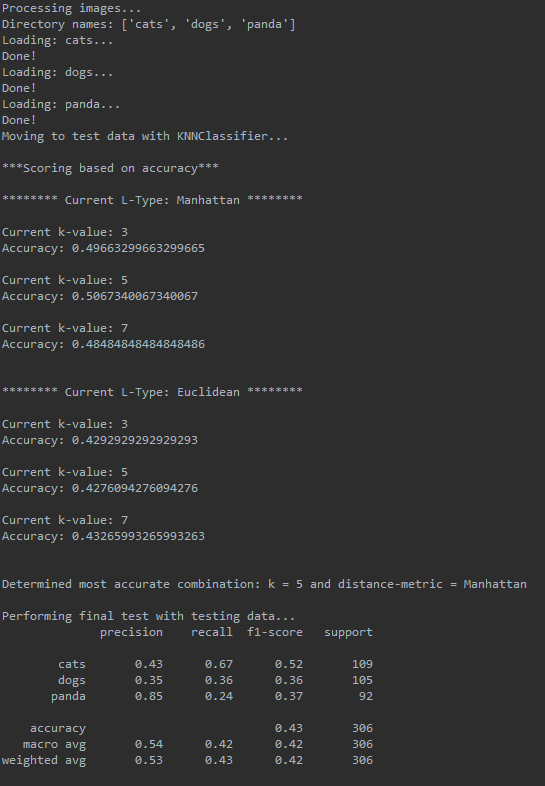 Processing images...
Directory names: ['cats', 'dogs', 'panda']
Loading: cats...
Done!
Loading: dogs...
Done!
Loading: panda...
Done!
Moving to test data with KNNClassifier...
***Scoring based on accuracy***
******** Current L-Type: Manhattan ********
Current k-value: 3
Accuracy: 0.49663299663299665
Current k-value: 5
Accuracy: 0.5067340067340067
Current k-value: 7
Accuracy: 0.48484848484848486
******** Current L-Type: Euclidean ********
Current k-value: 3
Accuracy: 0.4292929292929293
Current k-value: 5
Accuracy: 0.4276094276094276
Current k-value: 7
Accuracy: 0.43265993265993263
Determined most accurate combination: k = 5 and distance-metric = Manhattan
Performing final test with testing data...
precision recall f1-score support
cats 0.43 0.67 0.52 109
dogs 0.35 0.36 0.36 105
panda 0.85 0.24 0.37 92
accuracy 0.43 306
macro avg 0.54 0.42 0.42 306
weighted avg 0.53 0.43 0.42 306